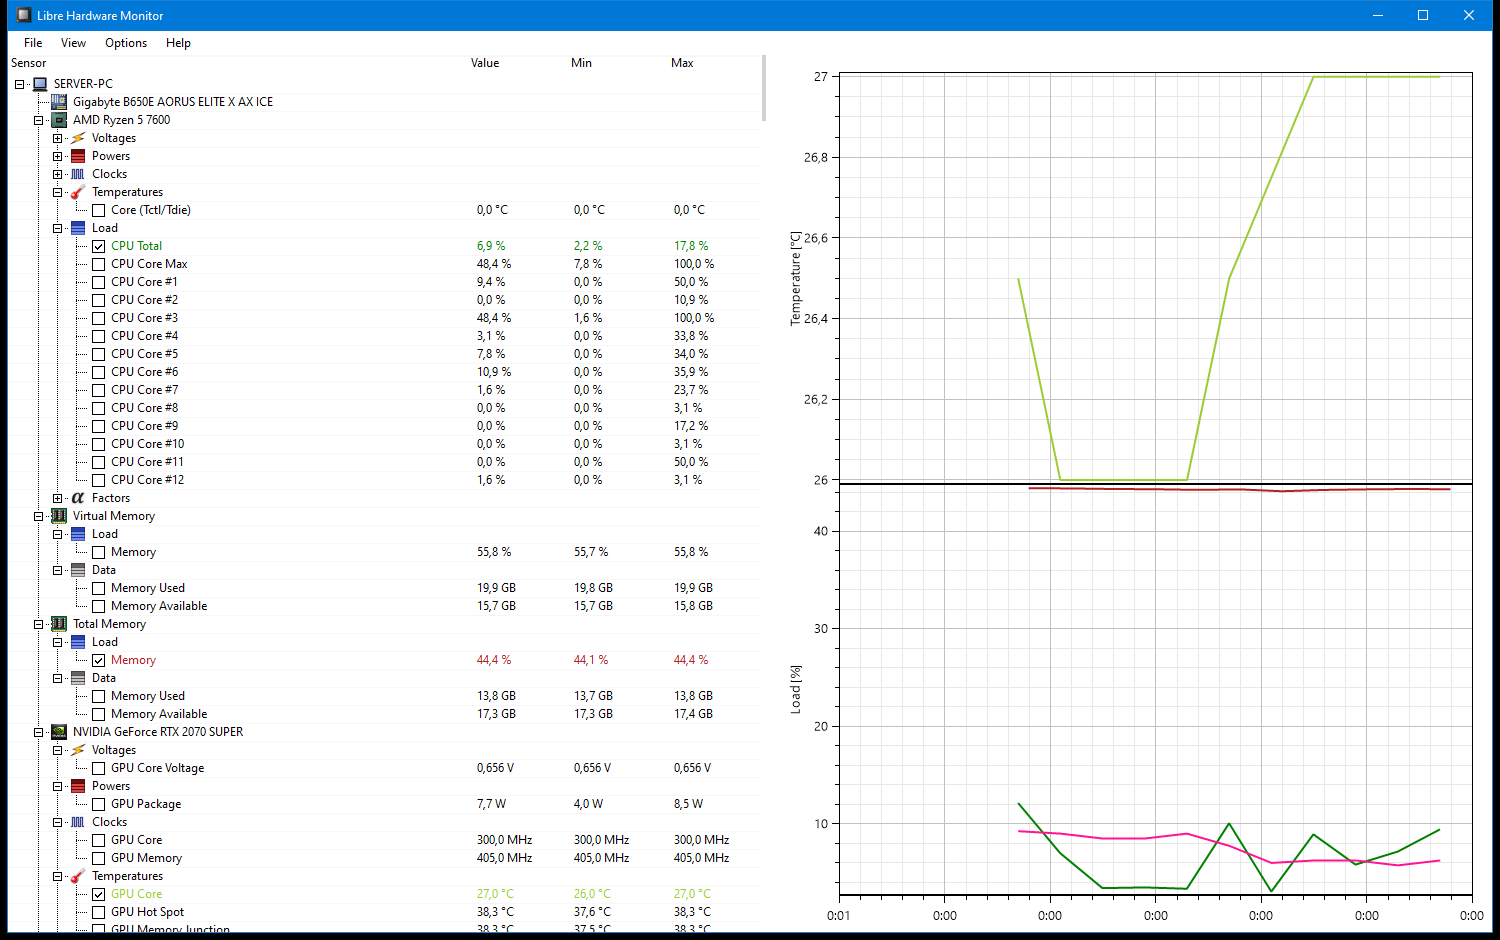 Libre Hardware Monitor
File View Options Help
Sensor Value Min Max
SERVER-PC
Gigabyte B650E AORUS ELITE X AX ICE
AMD Ryzen 5 7600
Voltages
Powers
Clocks
Temperatures
Core (Tctl/Tdie) 0,0 °C 0,0 °C 0,0 °C
Load
CPU Total 6,9 % 2,2 % 17,8 %
CPU Core Max 48,4 % 7,8 % 100,0 %
CPU Core #1 9,4 % 0,0 % 50,0 %
CPU Core #2 0,0 % 0,0 % 10,9 %
CPU Core #3 48,4 % 1,6 % 100,0 %
CPU Core #4 3,1 % 0,0 % 33,8 %
CPU Core #5 7,8 % 0,0 % 34,0 %
CPU Core #6 10,9 % 0,0 % 35,9 %
CPU Core #7 1,6 % 0,0 % 23,7 %
CPU Core #8 0,0 % 0,0 % 3,1 %
CPU Core #9 0,0 % 0,0 % 17,2 %
CPU Core #10 0,0 % 0,0 % 3,1 %
CPU Core #11 0,0 % 0,0 % 50,0 %
CPU Core #12 1,6 % 0,0 % 3,1 %
Factors
Virtual Memory
Load
Memory 55,8 % 55,7 % 55,8 %
Data
Memory Used 19,9 GB 19,8 GB 19,9 GB
Memory Available 15,7 GB 15,7 GB 15,8 GB
Total Memory
Load
Memory 44,4 % 44,1 % 44,4 %
Data
Memory Used 13,8 GB 13,7 GB 13,8 GB
Memory Available 17,3 GB 17,3 GB 17,4 GB
NVIDIA GeForce RTX 2070 SUPER
Voltages
GPU Core Voltage 0,656 V 0,656 V 0,656 V
Powers
GPU Package 7,7 W 4,0 W 8,5 W
Clocks
GPU Core 300,0 MHz 300,0 MHz 300,0 MHz
GPU Memory 405,0 MHz 405,0 MHz 405,0 MHz
Temperatures
GPU Core 27,0 °C 26,0 °C 27,0 °C
GPU Hot Spot 38,3 °C 37,6 °C 38,3 °C
GPU Memory Junction 38,3 °C 37,5 °C 38,3 °C
Temperature [°C]
27
26,8
26,6
26,4
26,2
26
Load [%]
40
30
20
10
0:01 0:00 0:00 0:00 0:00 0:00 0:00